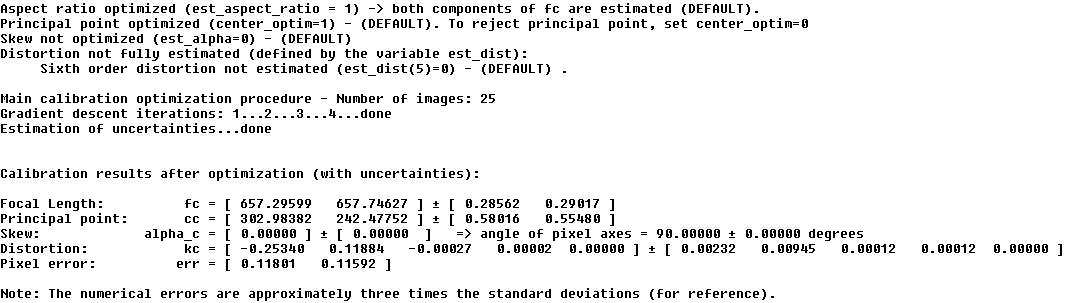 Aspect ratio optimized (est_aspect_ratio = 1) -> both components of fc are estimated (DEFAULT).
Principal point optimized (center_optim=1) - (DEFAULT). To reject principal point, set center_optim=0
Skew not optimized (est_alpha=0) - (DEFAULT)
Distortion not fully estimated (defined by the variable est_dist):
Sixth order distortion not estimated (est_dist(5)=0) - (DEFAULT) .
Main calibration optimization procedure - Number of images: 25
Gradient descent iterations: 1...2...3...4...done
Estimation of uncertainties...done
Calibration results after optimization (with uncertainties):
Focal Length: fc = [ 657.29599 657.74627 ] ± [ 0.28562 0.29017 ]
Principal point: cc = [ 302.98382 242.47752 ] ± [ 0.58016 0.55480 ]
Skew: alpha_c = [ 0.00000 ] ± [ 0.00000 ] => angle of pixel axes = 90.00000 ± 0.00000 degrees
Distortion: kc = [ -0.25340 0.11884 -0.00027 0.00002 0.00000 ] ± [ 0.00232 0.00945 0.00012 0.00012 0.00000 ]
Pixel error: err = [ 0.11801 0.11592 ]
Note: The numerical errors are approximately three times the standard deviations (for reference).